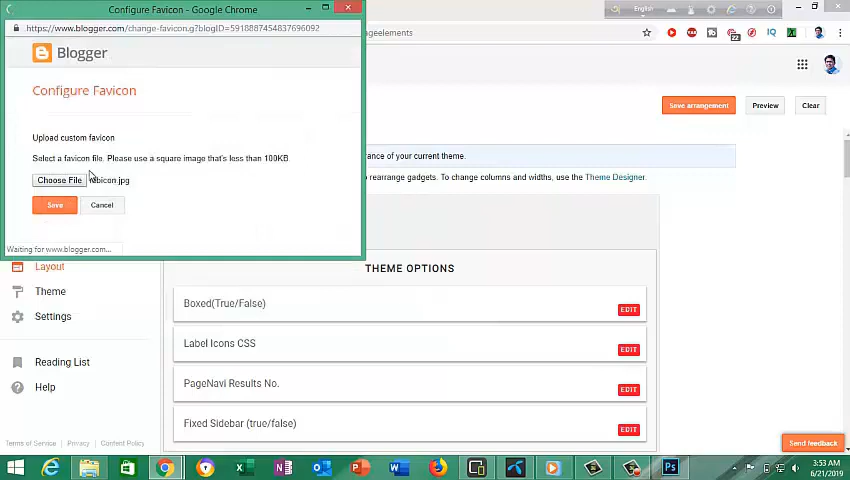 Configure Favicon - Google Chrome
https://www.blogger.com/change-favicon.g?blogID=5918887454837696092
Blogger
Configure Favicon
Upload custom favicon
Select a favicon file. Please use a square image that's less than 100KB.
Choose File
Save
Cancel
Waiting for www.blogger.com...
English
ageelements
22
IQ
Save arrangement
Preview
Clear
rance of your current theme.
rearrange gadgets. To change columns and widths, use the Theme Designer.
THEME OPTIONS
Boxed(True/False)
EDIT
Label Icons CSS
EDIT
PageNavi Results No.
EDIT
Fixed Sidebar (true/false)
EDIT
Layout
Theme
Settings
Reading List
Help
Terms of Service
Privacy
Content Policy
Send feedback
3:53 AM
6/21/2019